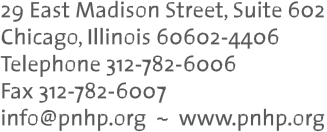 29 East Madison Street, Suite 602
Chicago, Illinois 60602-4406
Telephone 312-782-6006
Fax 312-782-6007
info@pnhp.org ~ www.pnhp.org